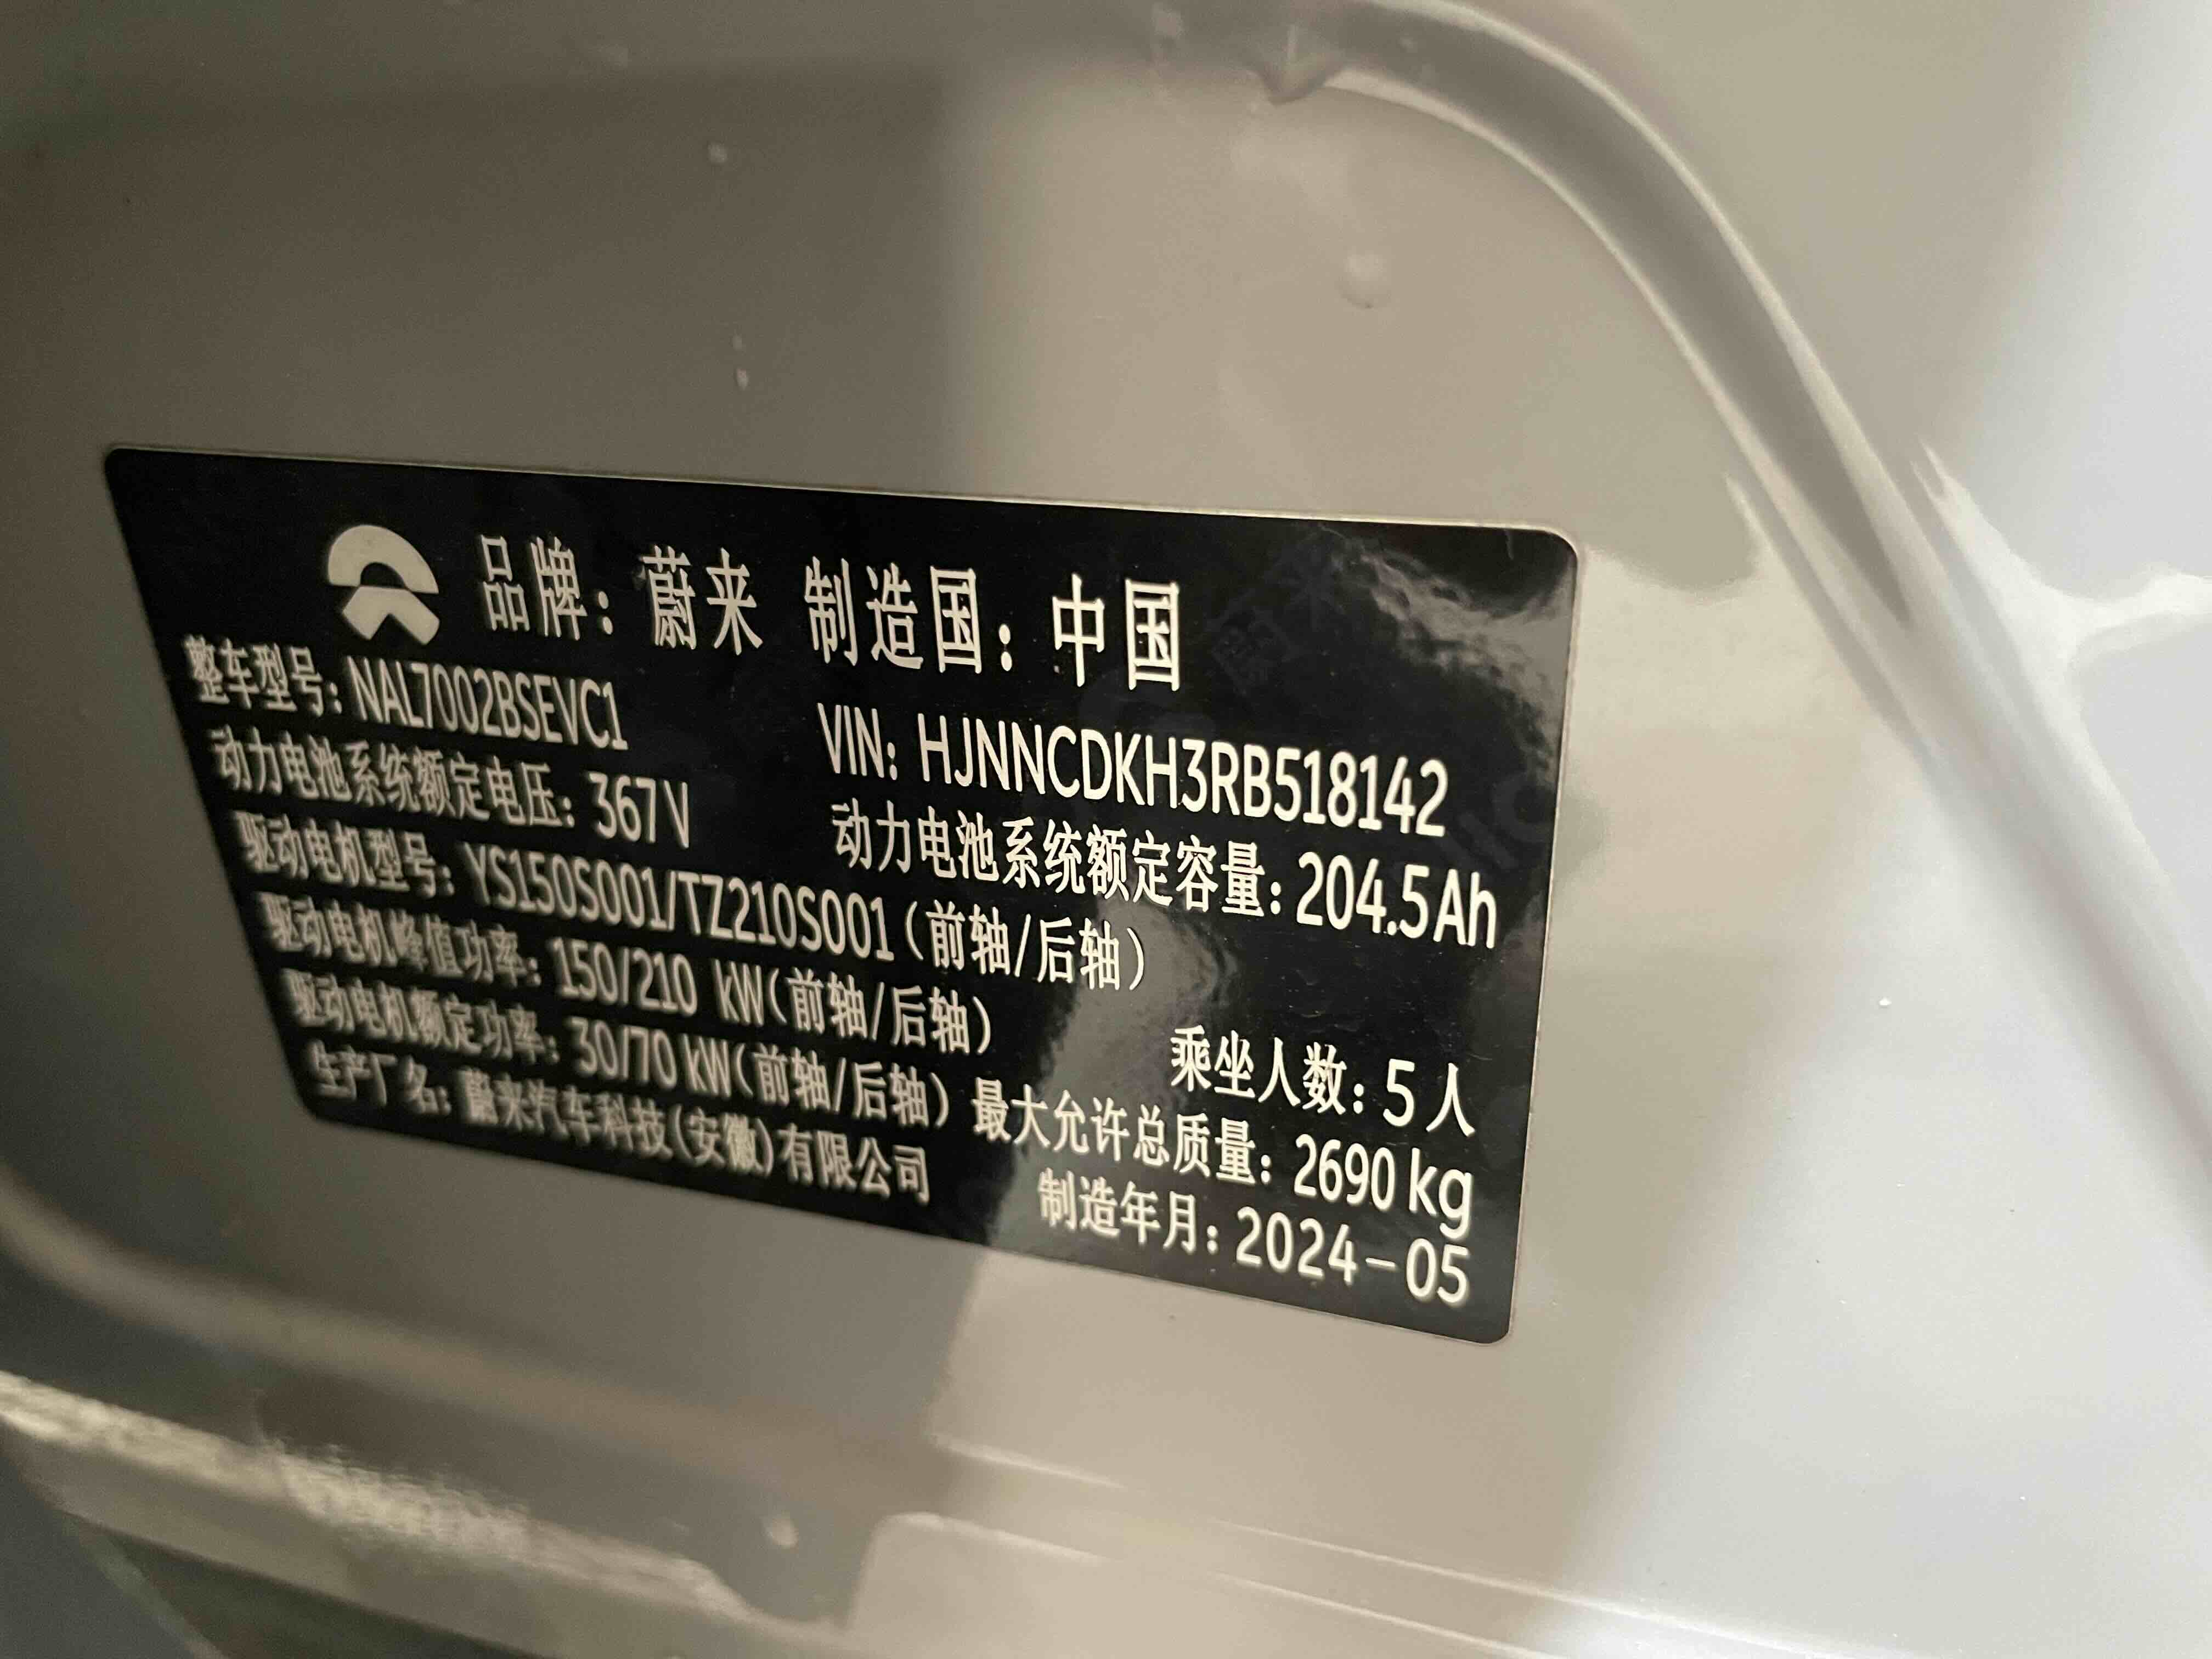 品牌：蔚来 制造国：中国
整车型号：NAL7002BSEVC1 VIN：HJNNCDKH3RB518142
动力电池系统额定电压：367V 动力电池系统额定容量：204.5Ah
驱动电机型号：YS150S001/TZ210S001（前轴/后轴）
驱动电机峰值功率：150/210 kW（前轴/后轴） 乘坐人数：5人
驱动电机额定功率：30/70 kW（前轴/后轴） 最大允许总质量：2690kg
生产厂名：蔚来汽车科技（安徽）有限公司 制造年月：2024-05